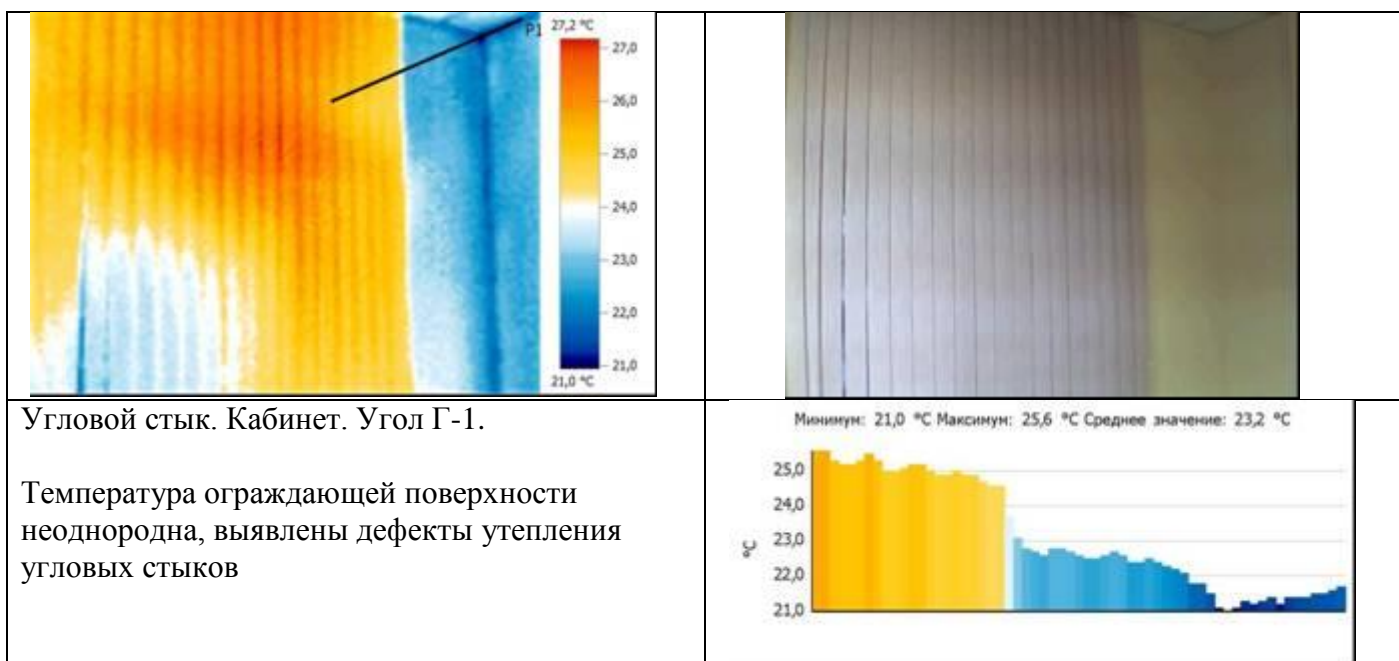 P1
27,2 °C
27,0
26,0
25,0
24,0
23,0
22,0
21,0
21,0 °C
Угловой стык. Кабинет. Угол Г-1.
Температура ограждающей поверхности
неоднородна, выявлены дефекты утепления
угловых стыков
Минимум: 21,0 °C Максимум: 25,6 °C Среднее значение: 23,2 °C
25,0
24,0
23,0
22,0
21,0
°C